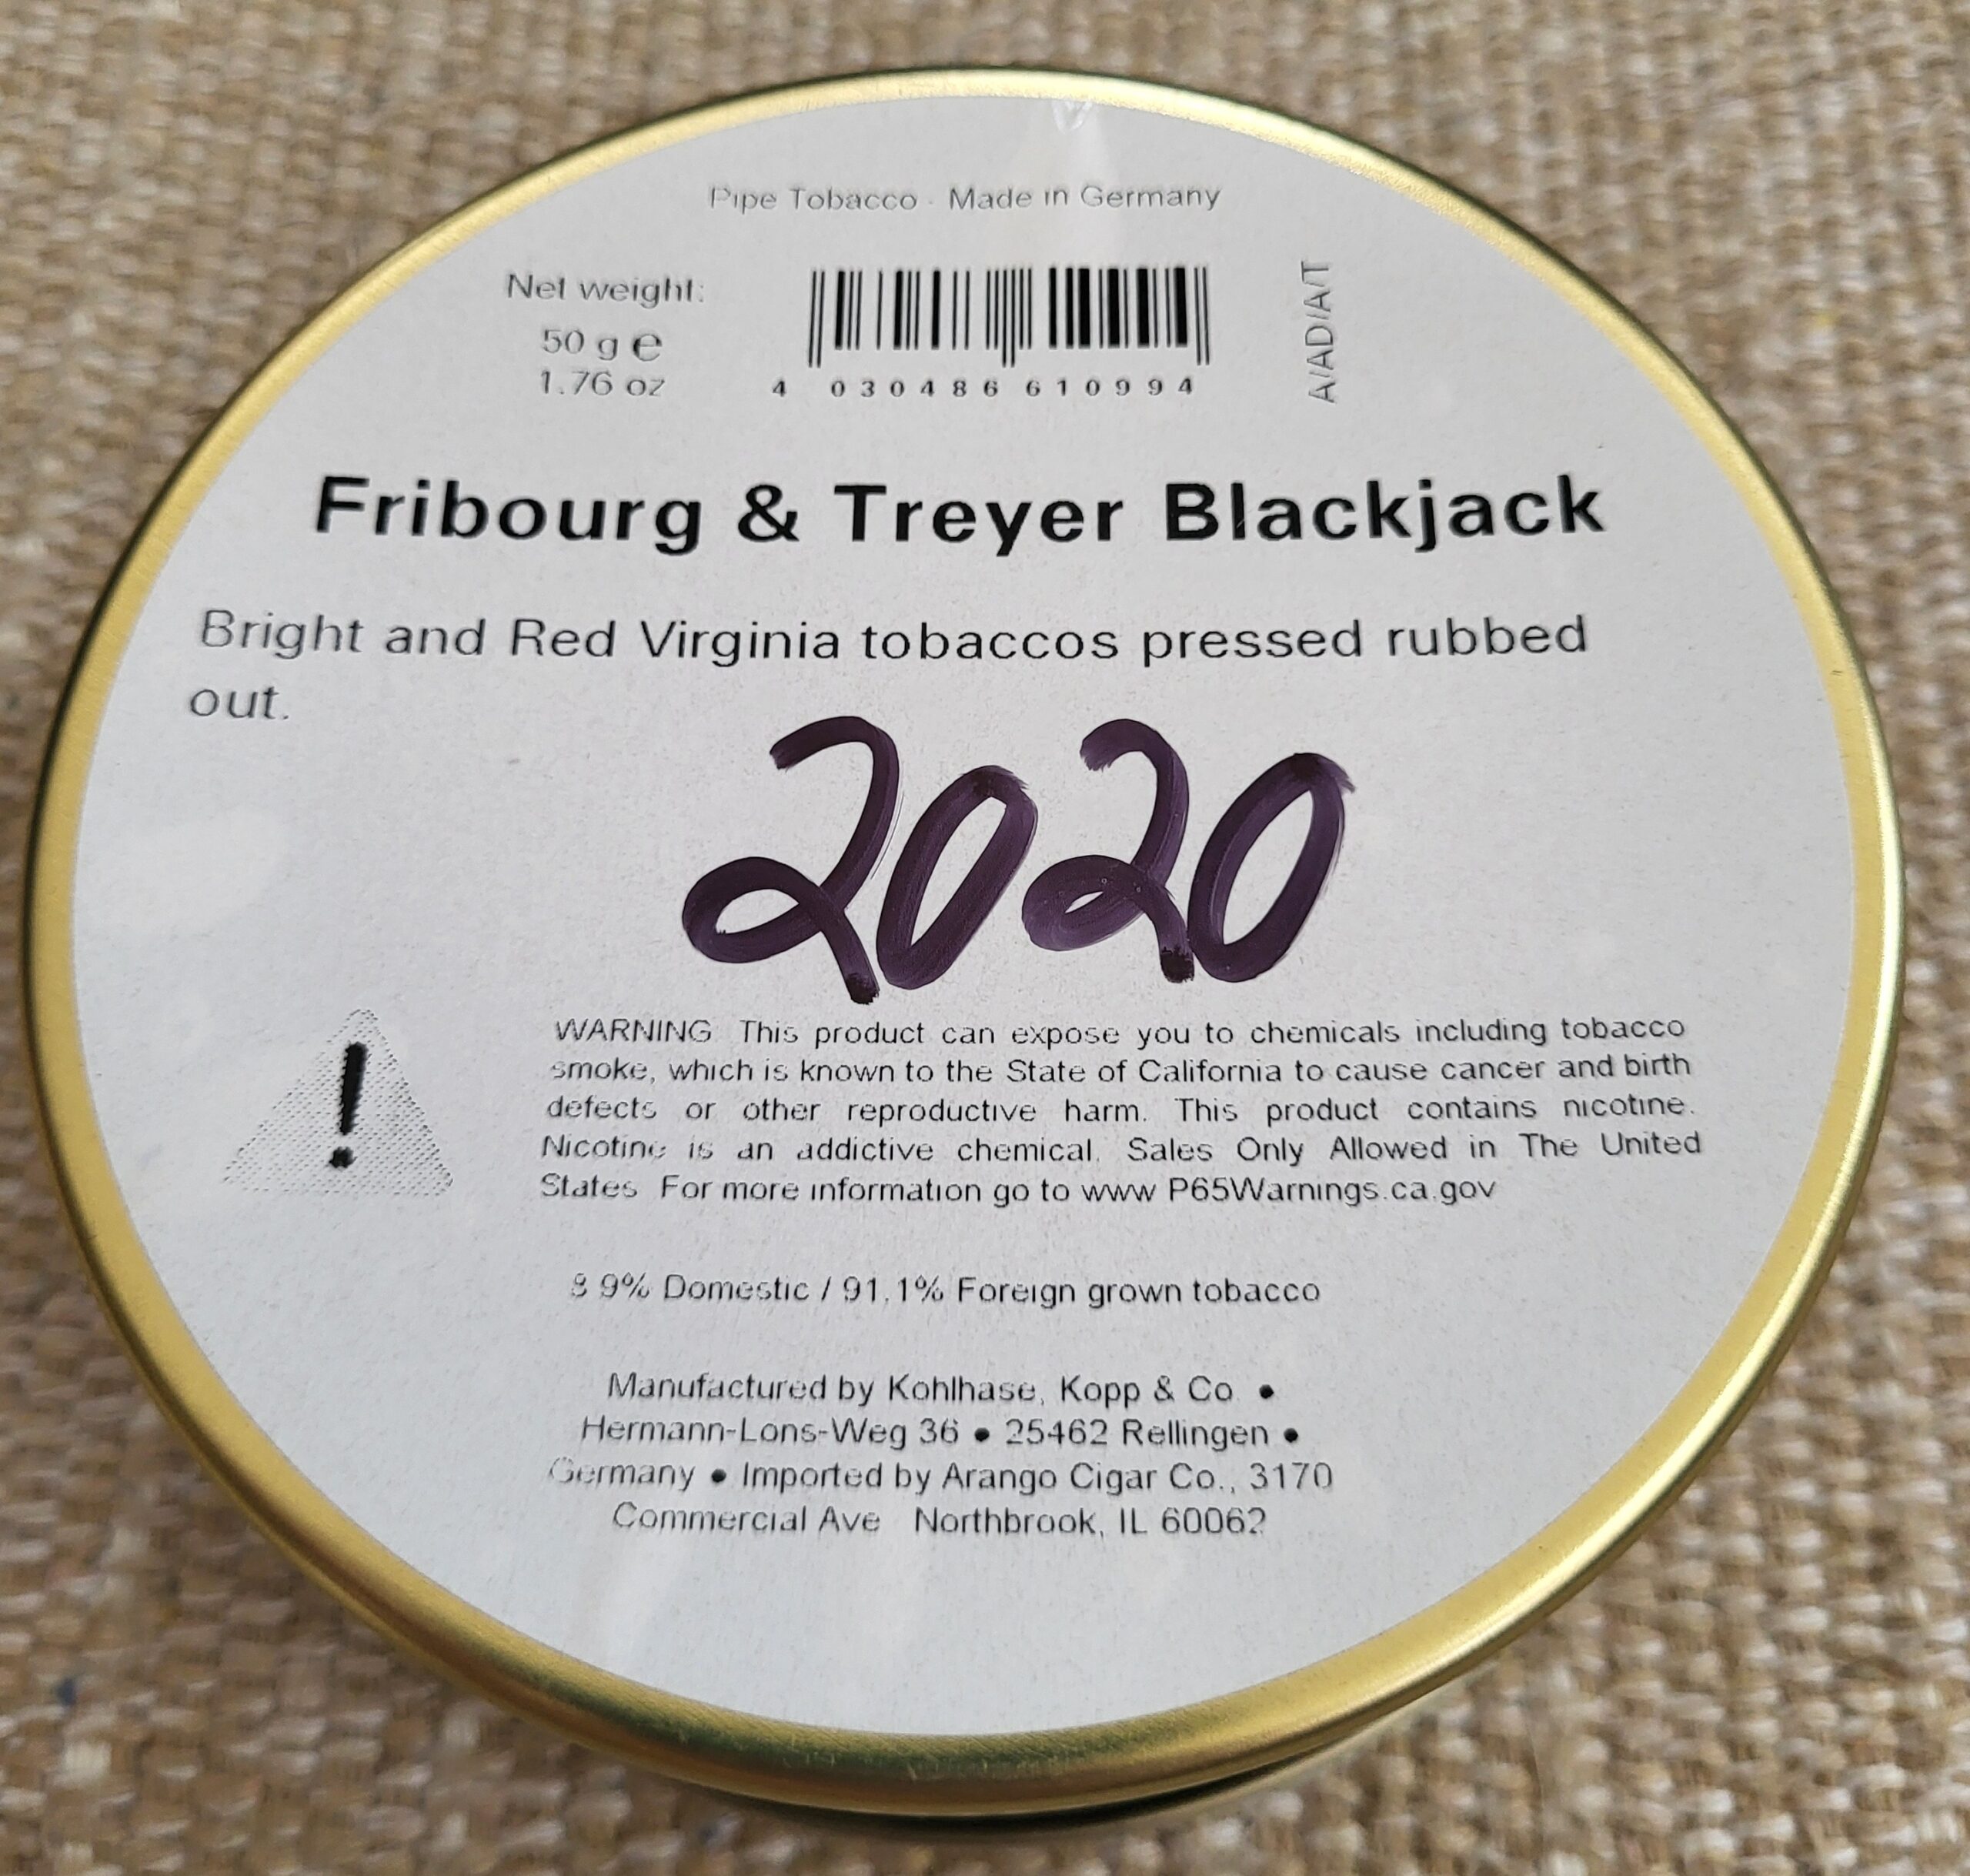 Pipe Tobacco · Made in Germany
Net weight:
50 g e
1.76 oz
4 030486 610994
A/AD/A/T
Fribourg & Treyer Blackjack
Bright and Red Virginia tobaccos pressed rubbed
out.
2020
!
WARNING This product can expose you to chemicals including tobacco
smoke, which is known to the State of California to cause cancer and birth
defects or other reproductive harm. This product contains nicotine.
Nicotine is an addictive chemical. Sales Only Allowed in The United
States For more information go to www P65Warnings.ca.gov
8 9% Domestic / 91.1% Foreign grown tobacco
Manufactured by Kohlhase, Kopp & Co •
Hermann-Lons-Weg 36 • 25462 Rellingen •
Germany • Imported by Arango Cigar Co., 3170
Commercial Ave Northbrook, IL 60062